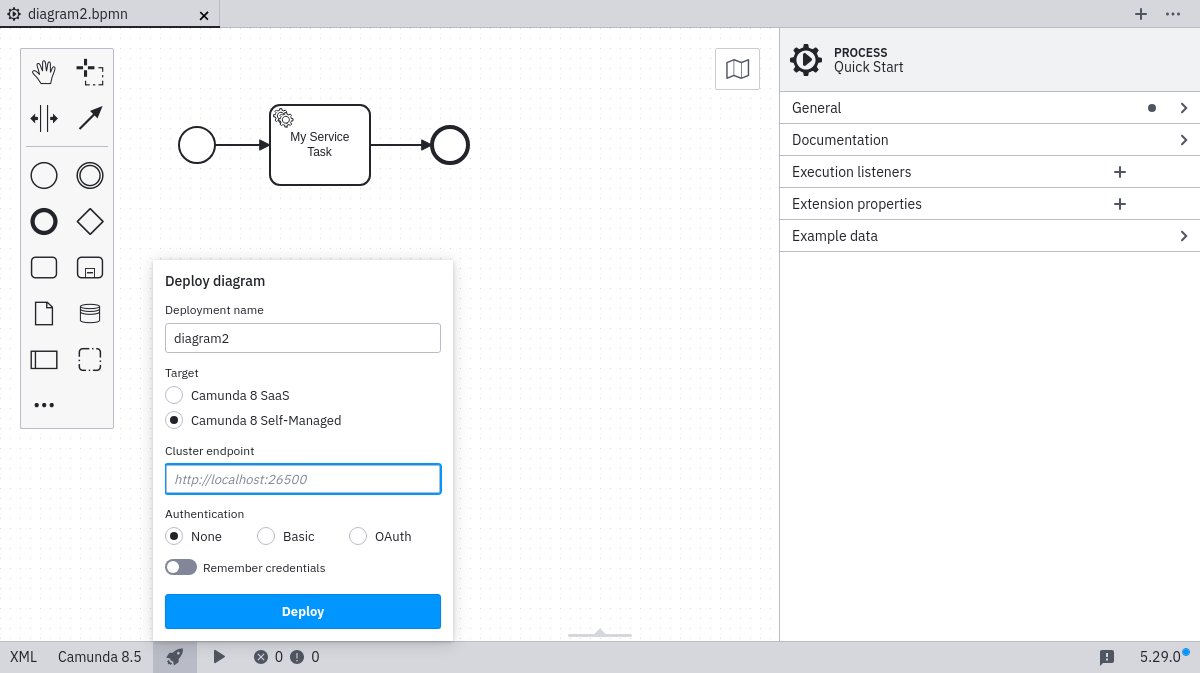 diagram2.bpmn
PROCESS
Quick Start
General
Documentation
Execution listeners
Extension properties
Example data
My Service
Task
Deploy diagram
Deployment name
diagram2
Target
Camunda 8 SaaS
Camunda 8 Self-Managed
Cluster endpoint
http://localhost:26500
Authentication
None Basic OAuth
Remember credentials
Deploy
XML Camunda 8.5 0 0 5.29.0